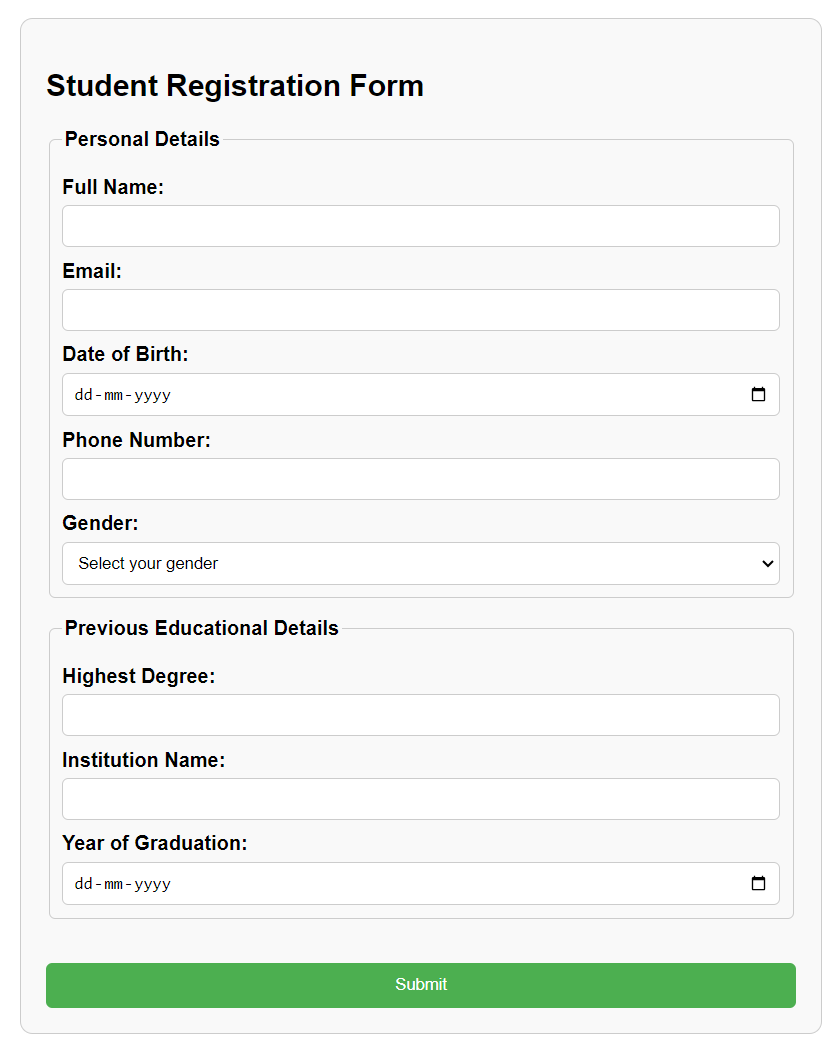 Student Registration Form
Personal Details
Full Name:
Email:
Date of Birth:
dd-mm-yyyy
Phone Number:
Gender:
Select your gender
Previous Educational Details
Highest Degree:
Institution Name:
Year of Graduation:
dd-mm-yyyy
Submit